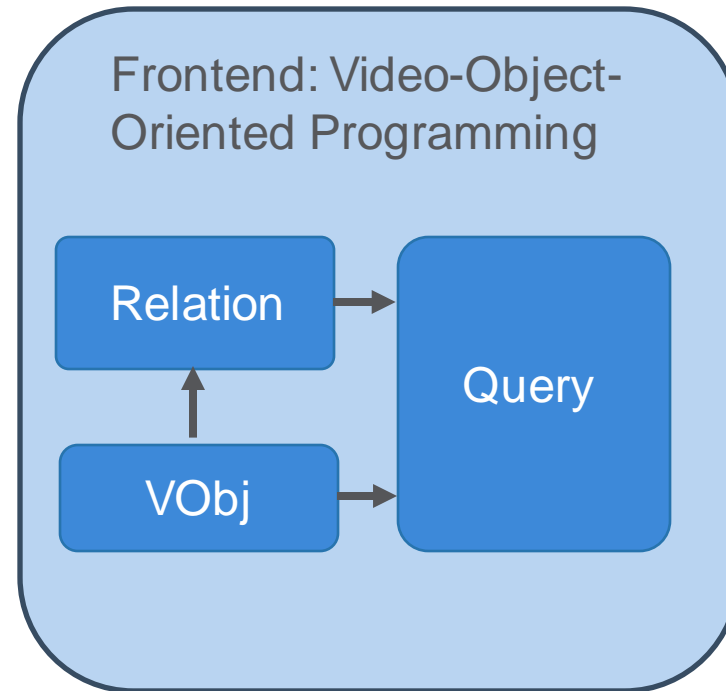 Frontend: Video-Object-
Oriented Programming
Relation
Query
VObj